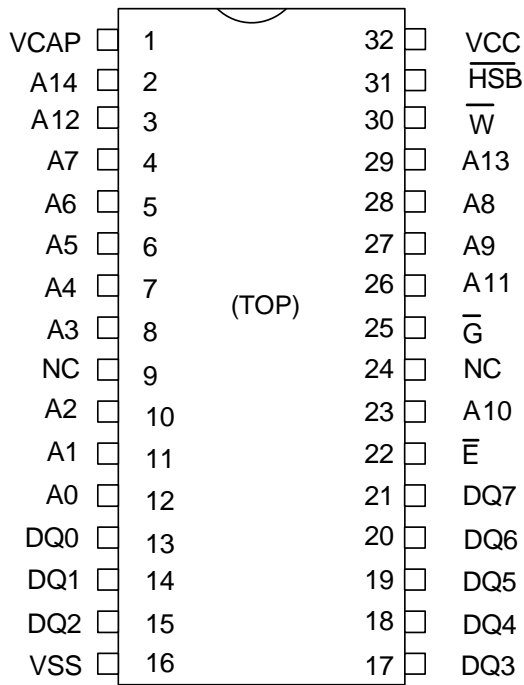 VCAP 1 32 VCC
A14 2 31 H̅S̅B̅
A12 3 30 W̅
A7 4 29 A13
A6 5 28 A8
A5 6 27 A9
A4 7 26 A11
(TOP)
A3 8 25 G̅
NC 9 24 NC
A2 10 23 A10
A1 11 22 E̅
A0 12 21 DQ7
DQ0 13 20 DQ6
DQ1 14 19 DQ5
DQ2 15 18 DQ4
VSS 16 17 DQ3